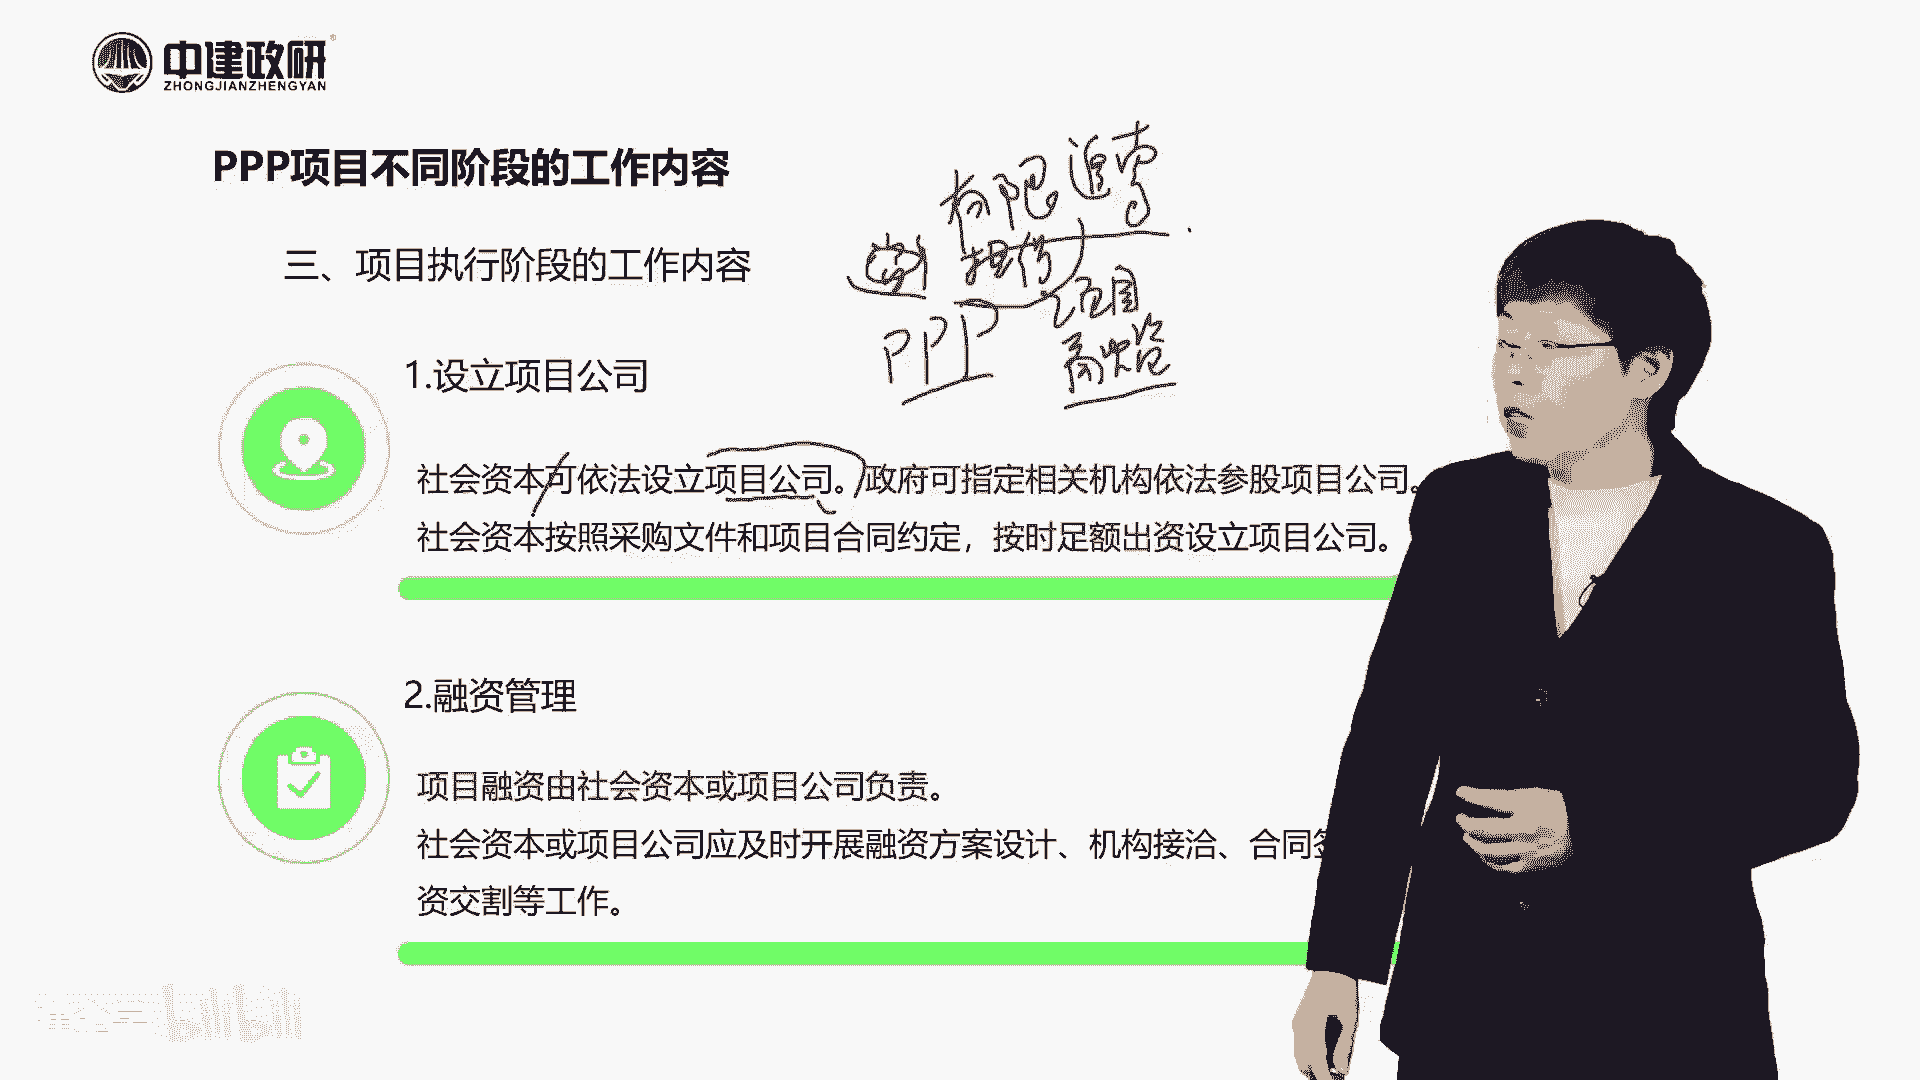 中建政研
ZHONGJIANZHENGYAN
PPP项目不同阶段的工作内容
有限追索
担保
三、项目执行阶段的工作内容
项目
融资
PPP
1.设立项目公司
社会资本可依法设立项目公司。政府可指定相关机构依法参股项目公司。
社会资本按照采购文件和项目合同约定，按时足额出资设立项目公司。
2.融资管理
项目融资由社会资本或项目公司负责。
社会资本或项目公司应及时开展融资方案设计、机构接洽、合同
资交割等工作。
bilibili